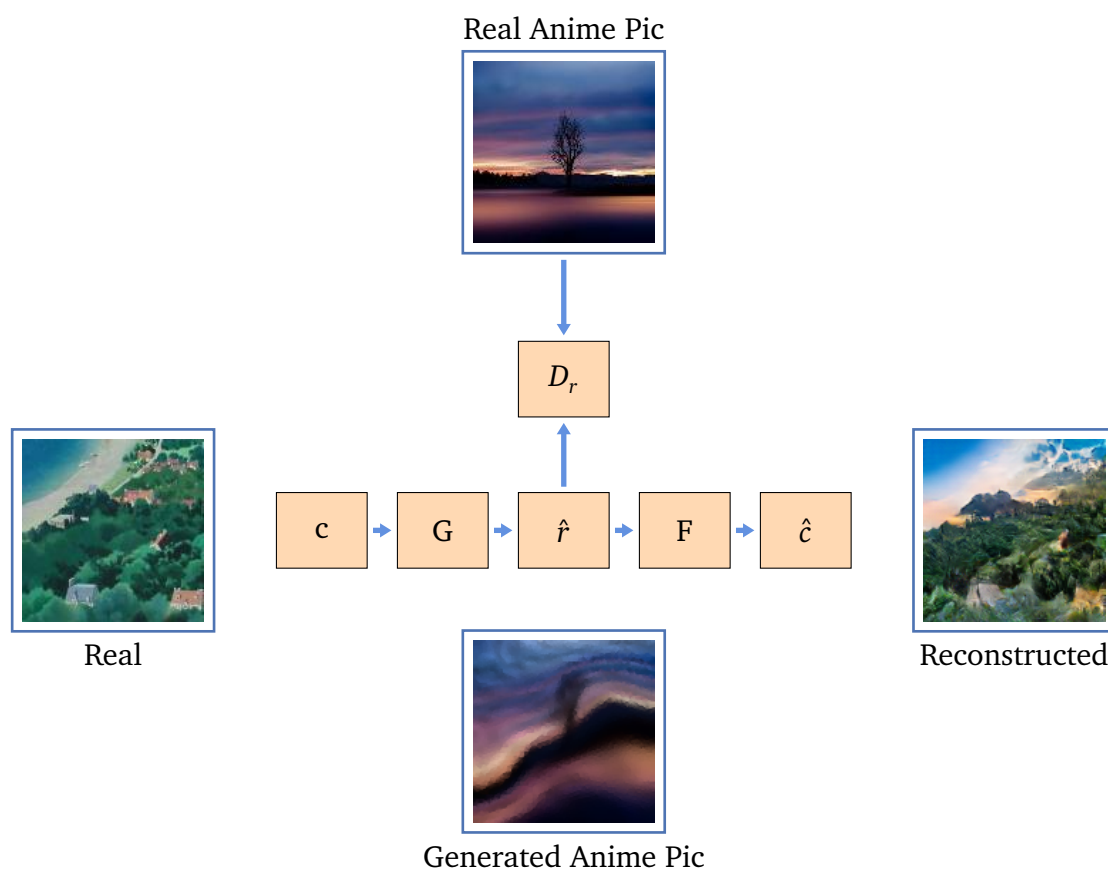 Real Anime Pic
D_r
c G r̂ F ĉ
Real
Reconstructed
Generated Anime Pic